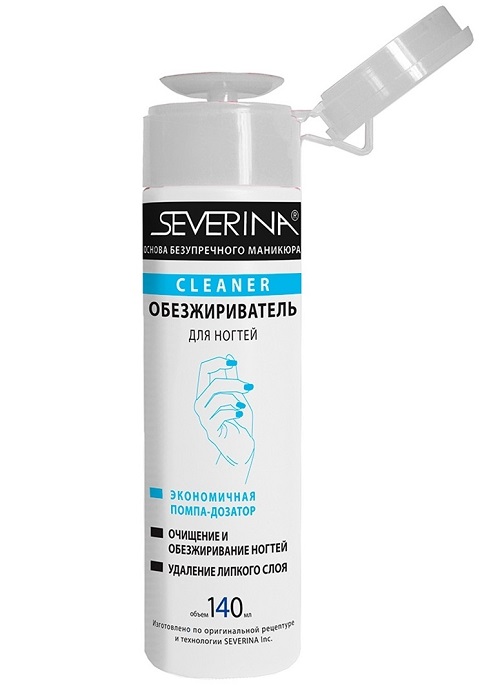 SEVERINA®
ОСНОВА БЕЗУПРЕЧНОГО МАНИКЮРА
CLEANER
ОБЕЗЖИРИВАТЕЛЬ
ДЛЯ НОГТЕЙ
ЭКОНОМИЧНАЯ
ПОМПА-ДОЗАТОР
ОЧИЩЕНИЕ И
ОБЕЗЖИРИВАНИЕ НОГТЕЙ
УДАЛЕНИЕ ЛИПКОГО СЛОЯ
объем 140 мл
Изготовлено по оригинальной рецептуре
и технологии SEVERINA Inc.